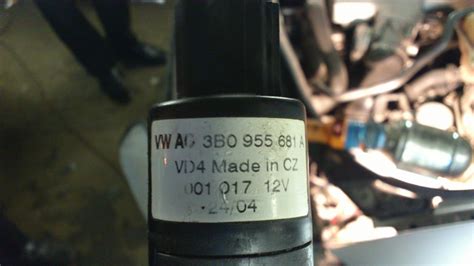 VW AG 3B0 955 681 A
VD4 Made in CZ
001 017 12V
24/04